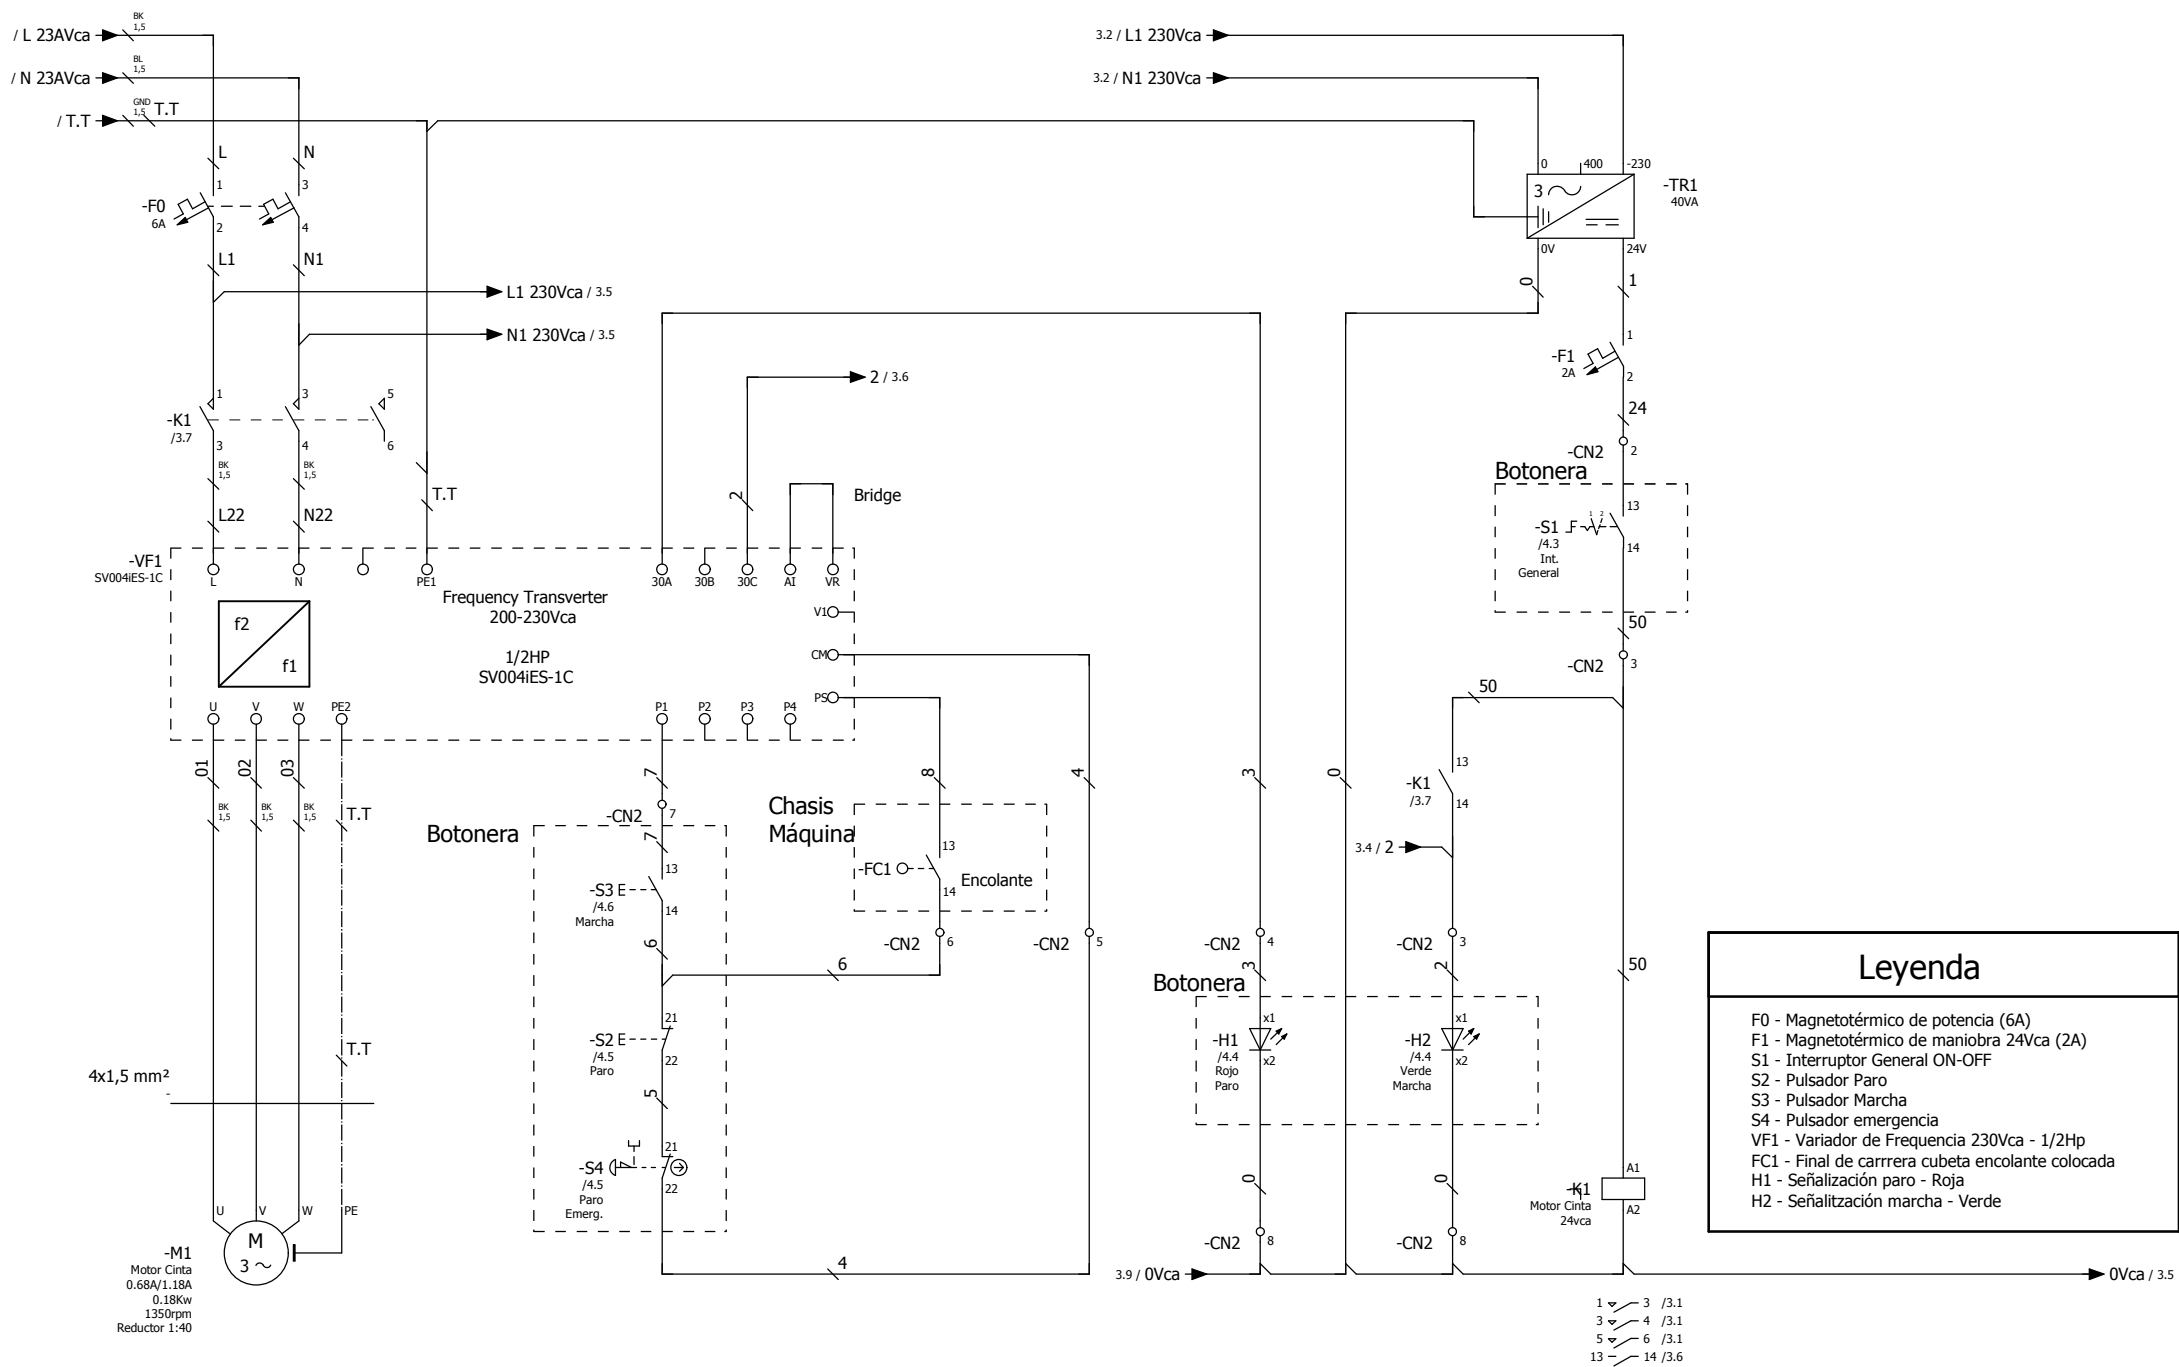 / L 23AVca
BK
1,5
/ N 23AVca
BL
1,5
/ T.T
GND
1,5
T.T
3.2 / L1 230Vca
3.2 / N1 230Vca
L
N
1
3
-F0
6A
2
4
L1
N1
L1 230Vca / 3.5
N1 230Vca / 3.5
0
400
-230
3
-TR1
40VA
0V
24V
0
1
1
-F1
2A
2
24
-CN2
2
Botonera
13
-S1
1 2
/4.3
Int.
General
14
50
-CN2
3
50
2 / 3.6
1
3
5
-K1
/3.7
3
4
6
BK
1,5
BK
1,5
L22
N22
T.T
2
Bridge
-VF1
SV004iES-1C
L
N
PE1
30A
30B
30C
AI
VR
Frequency Transverter
200-230Vca
1/2HP
SV004iES-1C
V1
CM
PS
f2
f1
U
V
W
PE2
P1
P2
P3
P4
01
02
03
BK
1,5
BK
1,5
BK
1,5
T.T
7
8
4
3
0
-CN2
7
Botonera
7
13
-S3
/4.6
Marcha
14
6
Chasis
Máquina
13
-FC1
Encolante
14
-CN2
6
-CN2
5
6
21
-S2
/4.5
Paro
22
5
21
-S4
/4.5
Paro
Emerg.
22
4
13
-K1
/3.7
14
3.4 / 2
-CN2
4
-CN2
3
3
2
50
Botonera
x1
-H1
/4.4
Rojo
Paro
x2
x1
-H2
/4.4
Verde
Marcha
x2
0
0
-CN2
8
-CN2
8
A1
-K1
Motor Cinta
24vca
A2
3.9 / 0Vca
0Vca / 3.5
T.T
4x1,5 mm²
-
U
V
W
PE
M
3
-M1
Motor Cinta
0.68A/1.18A
0.18Kw
1350rpm
Reductor 1:40
1 3 /3.1
3 4 /3.1
5 6 /3.1
13 14 /3.6
Leyenda
F0 - Magnetotérmico de potencia (6A)
F1 - Magnetotérmico de maniobra 24Vca (2A)
S1 - Interruptor General ON-OFF
S2 - Pulsador Paro
S3 - Pulsador Marcha
S4 - Pulsador emergencia
VF1 - Variador de Frequencia 230Vca - 1/2Hp
FC1 - Final de carrrera cubeta encolante colocada
H1 - Señalización paro - Roja
H2 - Señalitzación marcha - Verde